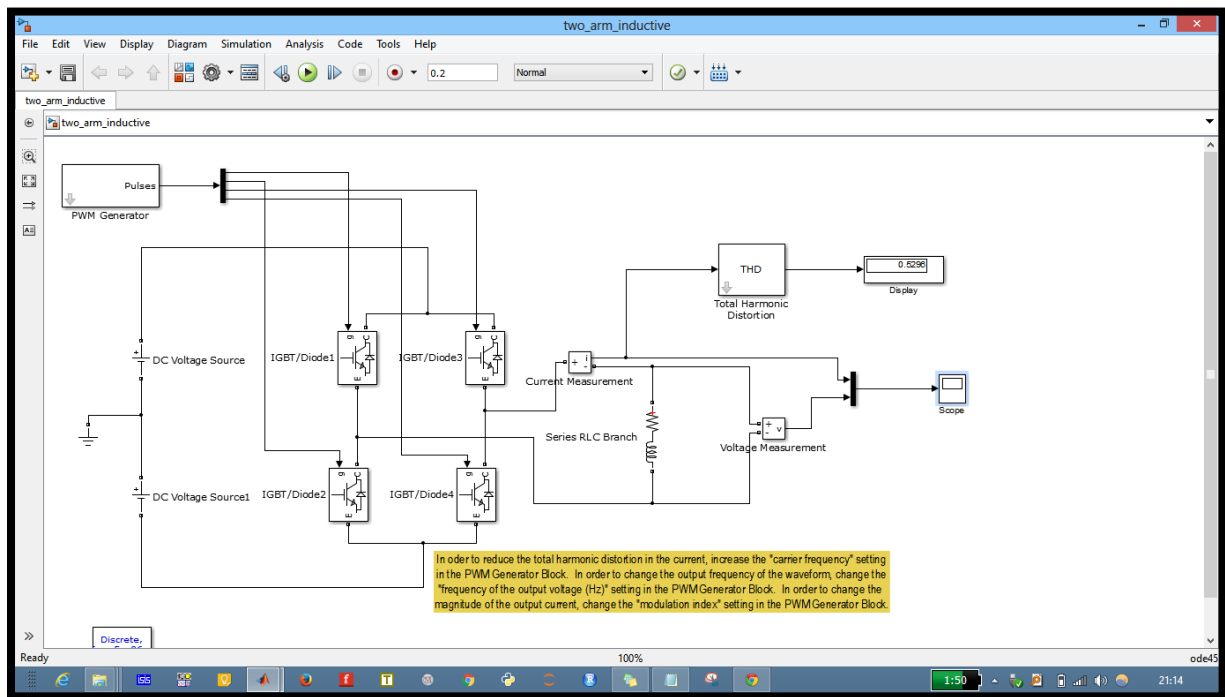 two_arm_inductive
File Edit View Display Diagram Simulation Analysis Code Tools Help
0.2
Normal
two_arm_inductive
two_arm_inductive
Pulses
PWM Generator
THD
0.5296
Display
Total Harmonic
Distortion
g C
E
g C
E
DC Voltage Source
IGBT/Diode1
IGBT/Diode3
+ i
-
Current Measurement
Scope
Series RLC Branch
+ v
-
Voltage Measurement
g C
E
g C
E
DC Voltage Source1
IGBT/Diode2
IGBT/Diode4
In order to reduce the total harmonic distortion in the current, increase the "carrier frequency" setting
in the PWM Generator Block. In order to change the output frequency of the waveform, change the
"frequency of the output voltage (Hz)" setting in the PWM Generator Block. In order to change the
magnitude of the output current, change the "modulation index" setting in the PWM Generator Block.
Discrete,
Ready
100%
ode45
ISIS
1:50
21:14